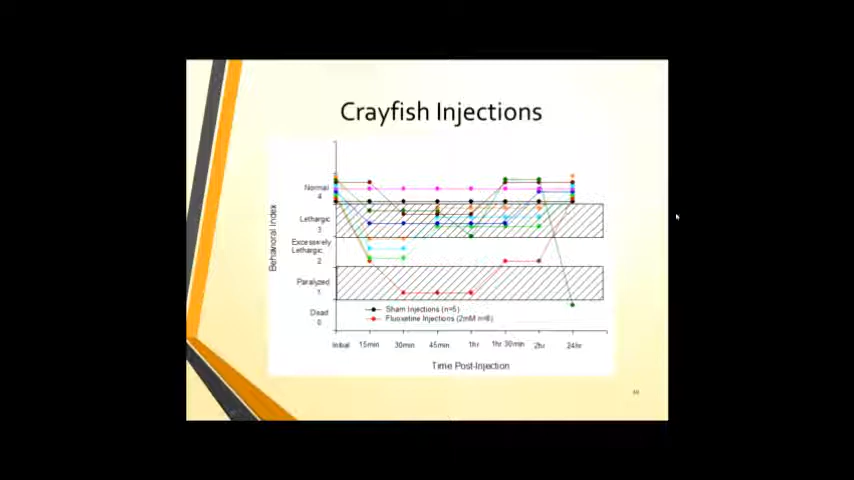 Crayfish Injections
Behavioral Index
Normal
4
Lethargic
3
Excessively
Lethargic,
2
Paralyzed
1
Dead
0
Sham Injections (n=5)
Fluoxetine Injections (2mM n=8)
Initial 15min 30min 45min 1hr 1hr 30min 2hr 24hr
Time Post-Injection